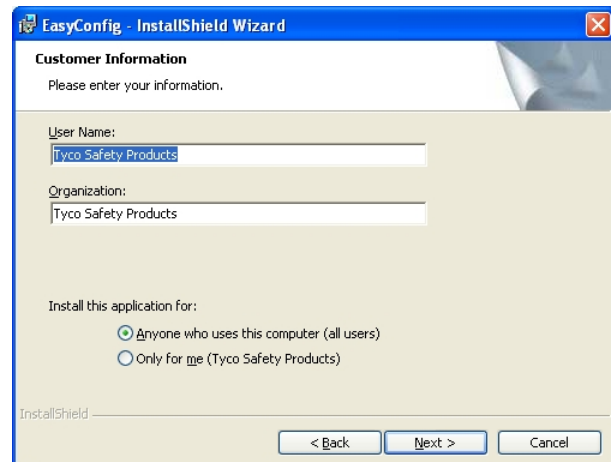 EasyConfig - InstallShield Wizard
Customer Information
Please enter your information.
User Name:
Tyco Safety Products
Organization:
Tyco Safety Products
Install this application for:
Anyone who uses this computer (all users)
Only for me (Tyco Safety Products)
InstallShield
< Back Next > Cancel